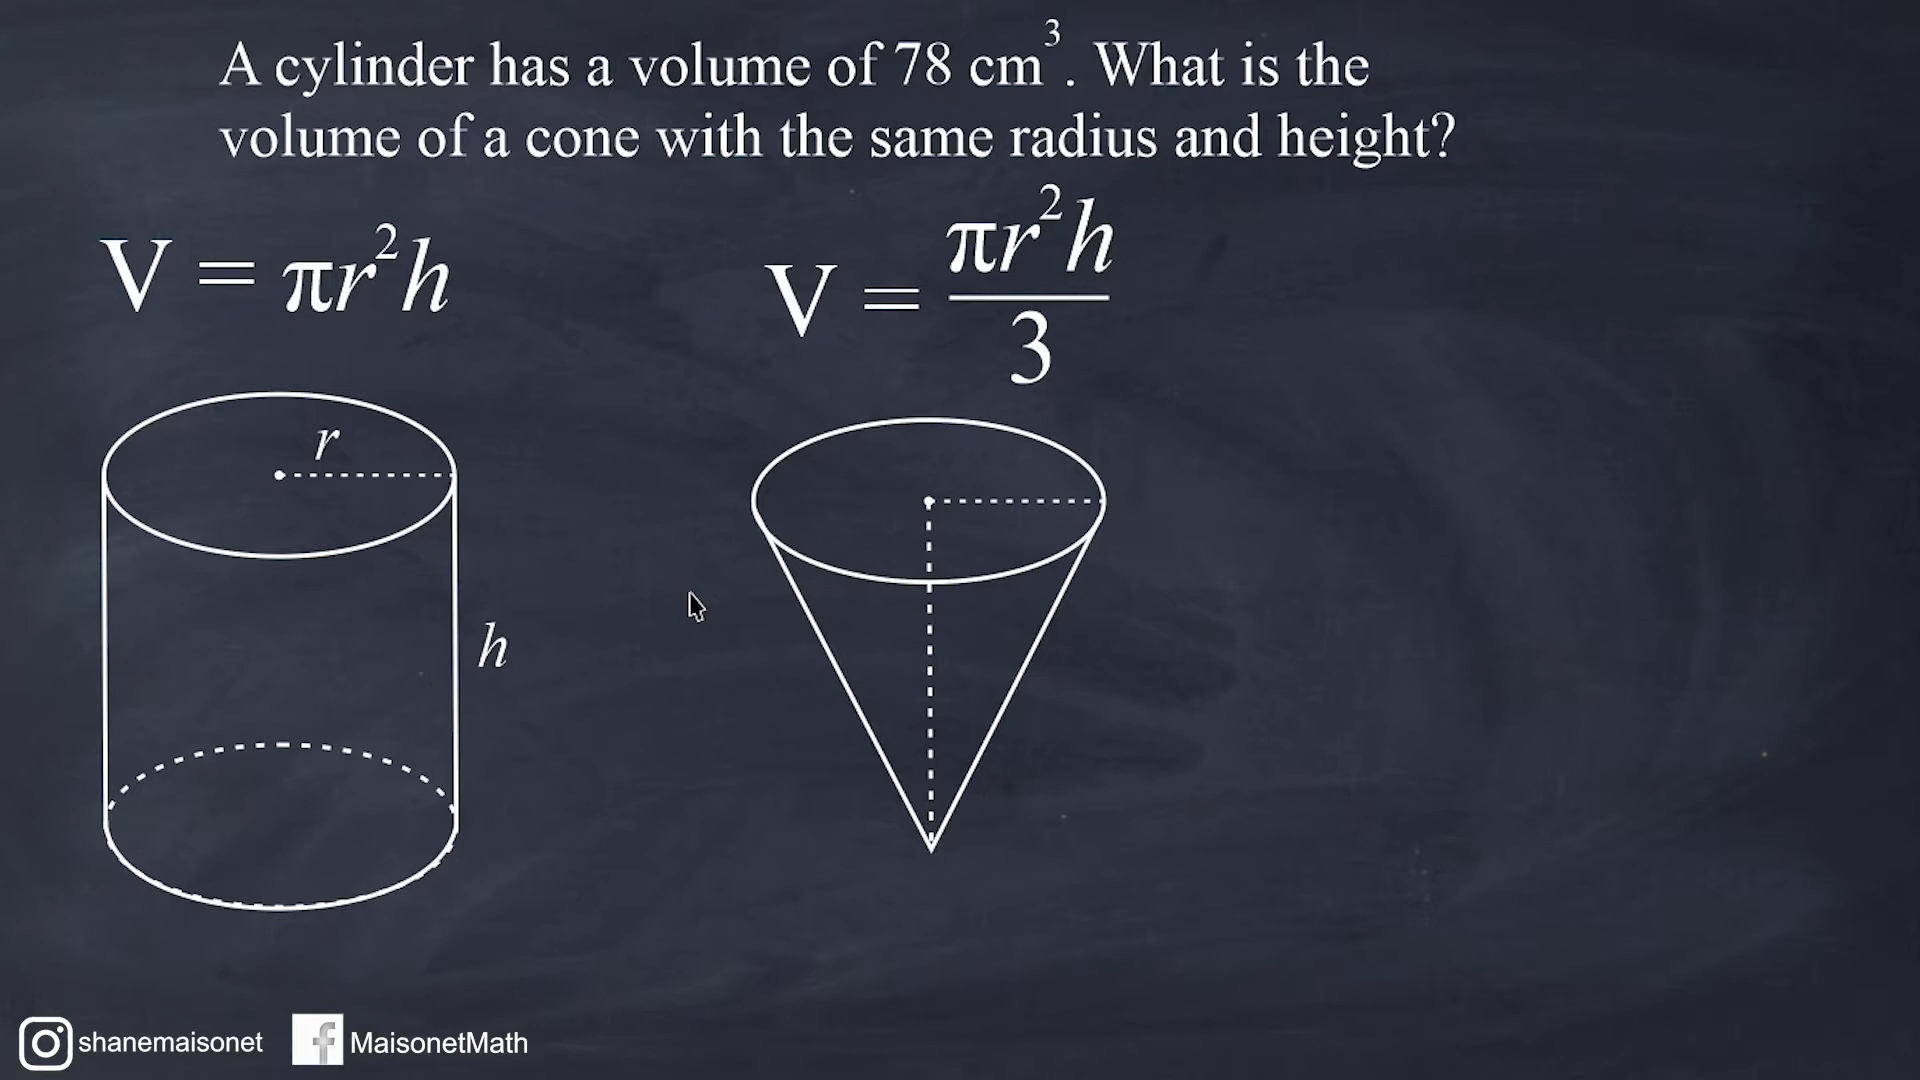 A cylinder has a volume of 78 cm³. What is the
volume of a cone with the same radius and height?
V = πr²h
V = πr²h/3
r
h
shanemaisonet
MaisonetMath